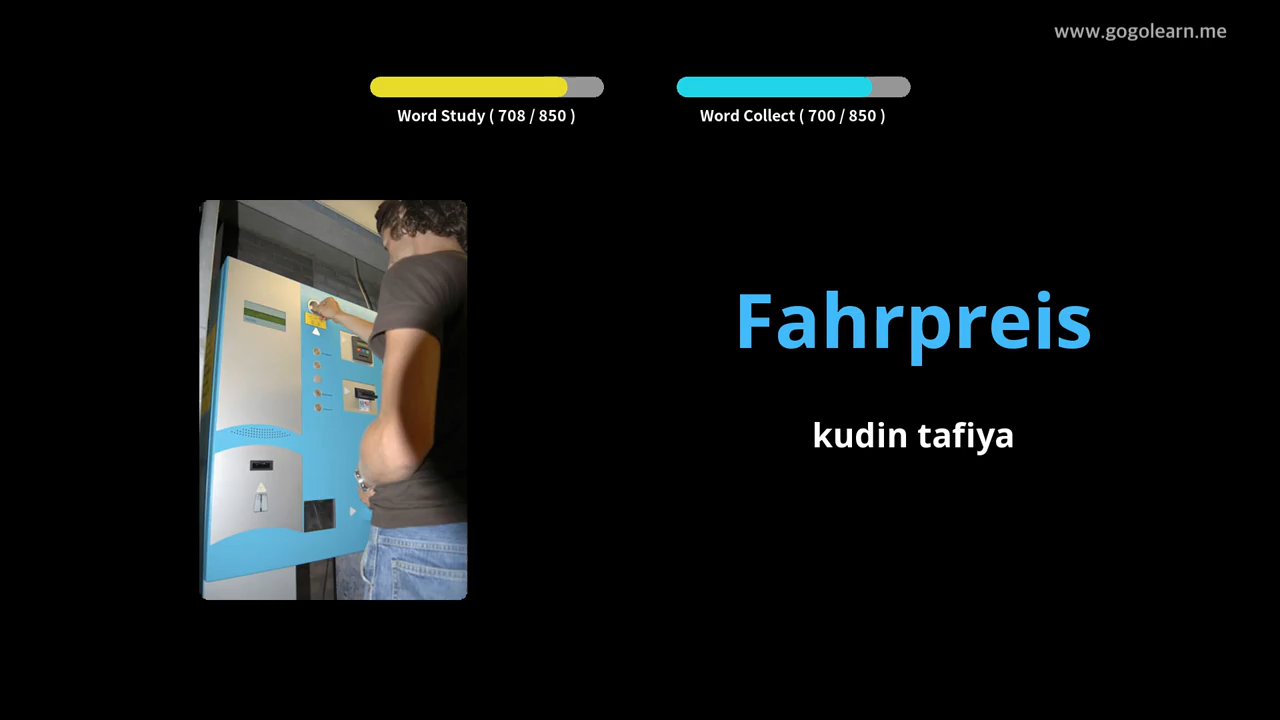 www.gogolearn.me
Word Study ( 708 / 850 )
Word Collect ( 700 / 850 )
Fahrpreis
kudin tafiya